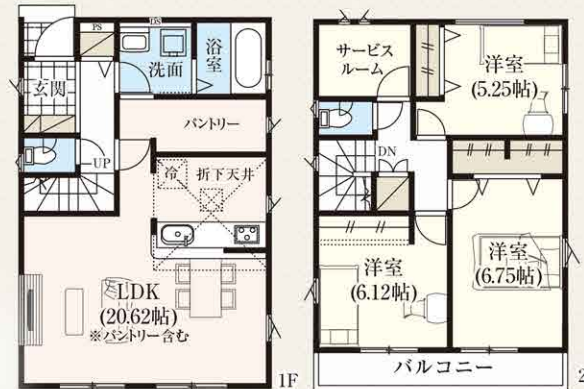 PS
DS
玄関
洗面
浴室
パントリー
UP
冷
折下天井
LDK
(20.62帖)
※パントリー含む
1F
サービス
ルーム
洋室
(5.25帖)
DN
洋室
(6.12帖)
洋室
(6.75帖)
バルコニー
2